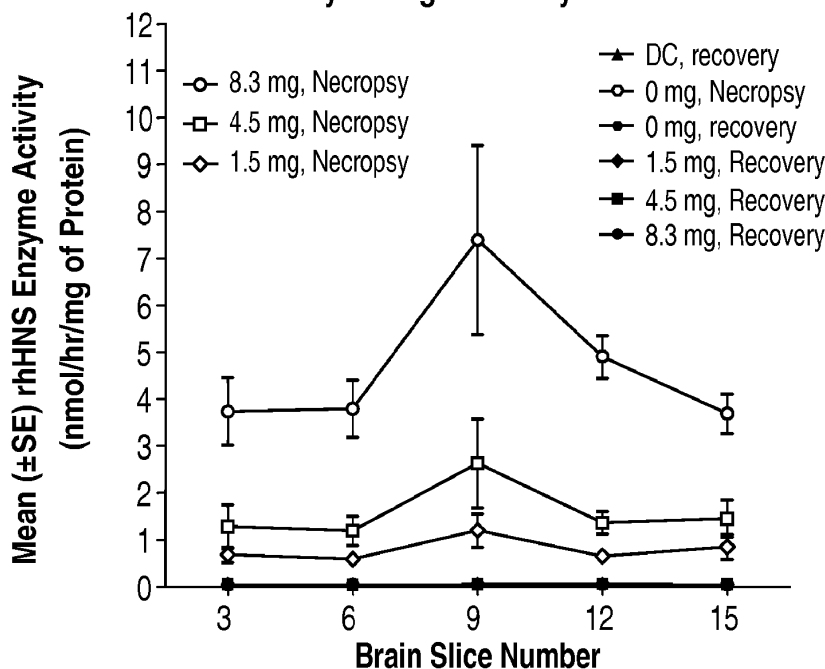 12
11
10
9
8
7
6
5
4
3
2
1
0
Mean (±SE) rhHNS Enzyme Activity
(nmol/hr/mg of Protein)
8.3 mg, Necropsy
4.5 mg, Necropsy
1.5 mg, Necropsy
DC, recovery
0 mg, Necropsy
0 mg, recovery
1.5 mg, Recovery
4.5 mg, Recovery
8.3 mg, Recovery
3 6 9 12 15
Brain Slice Number